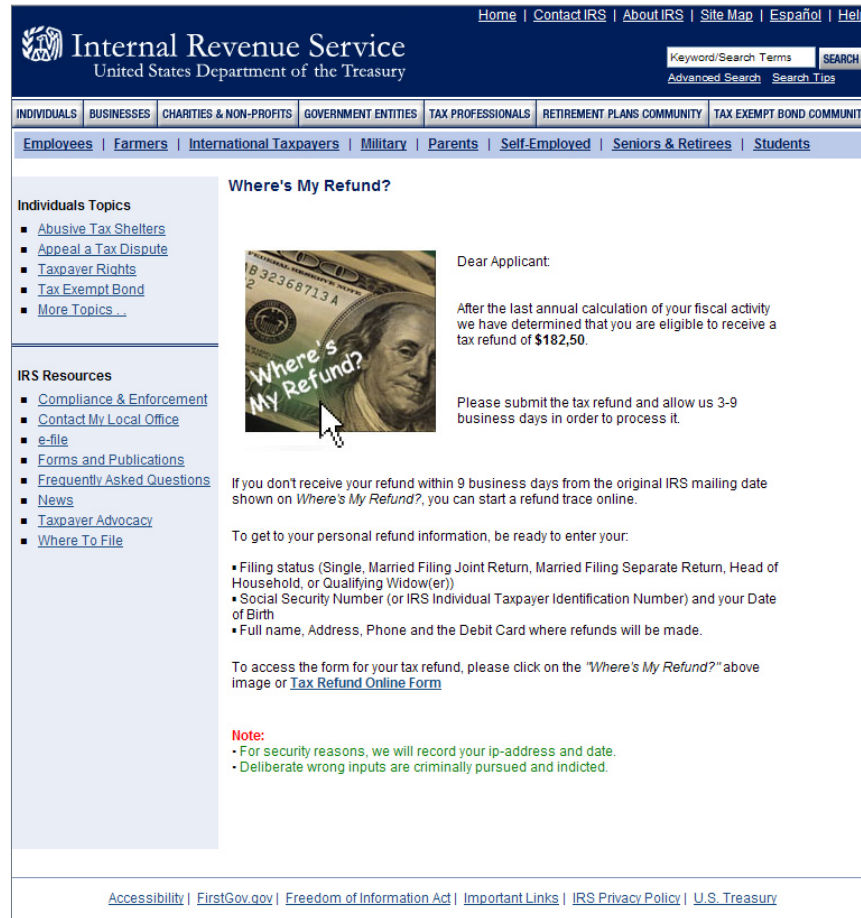 Home | Contact IRS | About IRS | Site Map | Español | Help
Internal Revenue Service
United States Department of the Treasury
Keyword/Search Terms SEARCH
Advanced Search Search Tips
INDIVIDUALS BUSINESSES CHARITIES & NON-PROFITS GOVERNMENT ENTITIES TAX PROFESSIONALS RETIREMENT PLANS COMMUNITY TAX EXEMPT BOND COMMUNIT
Employees | Farmers | International Taxpayers | Military | Parents | Self-Employed | Seniors & Retirees | Students
Where's My Refund?
Individuals Topics
▪ Abusive Tax Shelters
▪ Appeal a Tax Dispute
▪ Taxpayer Rights
▪ Tax Exempt Bond
▪ More Topics . .
IRS Resources
▪ Compliance & Enforcement
▪ Contact My Local Office
▪ e-file
▪ Forms and Publications
▪ Frequently Asked Questions
▪ News
▪ Taxpayer Advocacy
▪ Where To File
FEDERAL RESERVE NOTE
AB 32368713 A
Where's
My Refund?
Dear Applicant:
After the last annual calculation of your fiscal activity
we have determined that you are eligible to receive a
tax refund of $182,50.
Please submit the tax refund and allow us 3-9
business days in order to process it.
If you don't receive your refund within 9 business days from the original IRS mailing date
shown on Where's My Refund?, you can start a refund trace online.
To get to your personal refund information, be ready to enter your:
▪ Filing status (Single, Married Filing Joint Return, Married Filing Separate Return, Head of
Household, or Qualifying Widow(er))
▪ Social Security Number (or IRS Individual Taxpayer Identification Number) and your Date
of Birth
▪ Full name, Address, Phone and the Debit Card where refunds will be made.
To access the form for your tax refund, please click on the "Where's My Refund?" above
image or Tax Refund Online Form
Note:
• For security reasons, we will record your ip-address and date.
• Deliberate wrong inputs are criminally pursued and indicted.
Accessibility | FirstGov.gov | Freedom of Information Act | Important Links | IRS Privacy Policy | U.S. Treasury